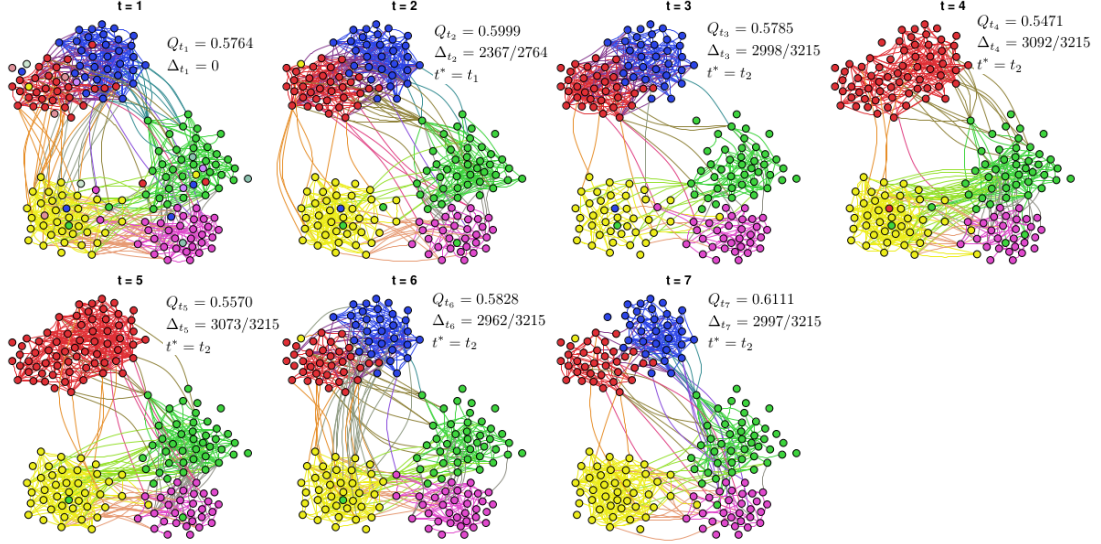 t = 1
Q_{t_1} = 0.5764
Δ_{t_1} = 0
t = 2
Q_{t_2} = 0.5999
Δ_{t_2} = 2367/2764
t* = t_1
t = 3
Q_{t_3} = 0.5785
Δ_{t_3} = 2998/3215
t* = t_2
t = 4
Q_{t_4} = 0.5471
Δ_{t_4} = 3092/3215
t* = t_2
t = 5
Q_{t_5} = 0.5570
Δ_{t_5} = 3073/3215
t* = t_2
t = 6
Q_{t_6} = 0.5828
Δ_{t_6} = 2962/3215
t* = t_2
t = 7
Q_{t_7} = 0.6111
Δ_{t_7} = 2997/3215
t* = t_2